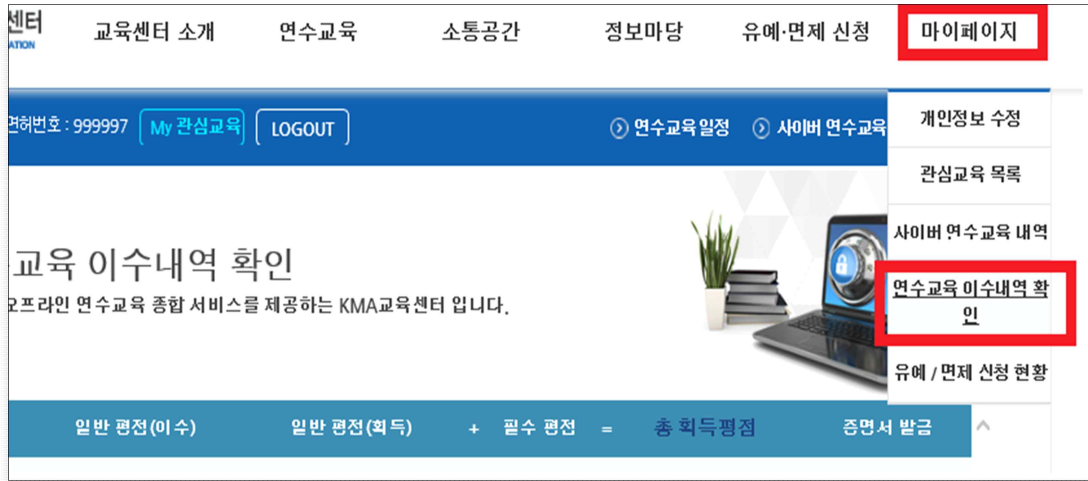 센터 교육센터 소개 연수교육 소통공간 정보마당 유예·면제 신청 마이페이지
ATION
면허번호 : 999997 My 관심교육 LOGOUT 연수교육일정 사이버 연수교육
개인정보 수정
관심교육 목록
사이버 연수교육 내역
연수교육 이수내역 확
인
유예 / 면제 신청 현황
교육 이수내역 확인
오프라인 연수교육 종합 서비스를 제공하는 KMA교육센터 입니다.
일반 평점(이수) 일반 평점(획득) + 필수 평점 = 총 획득평점 증명서 발급